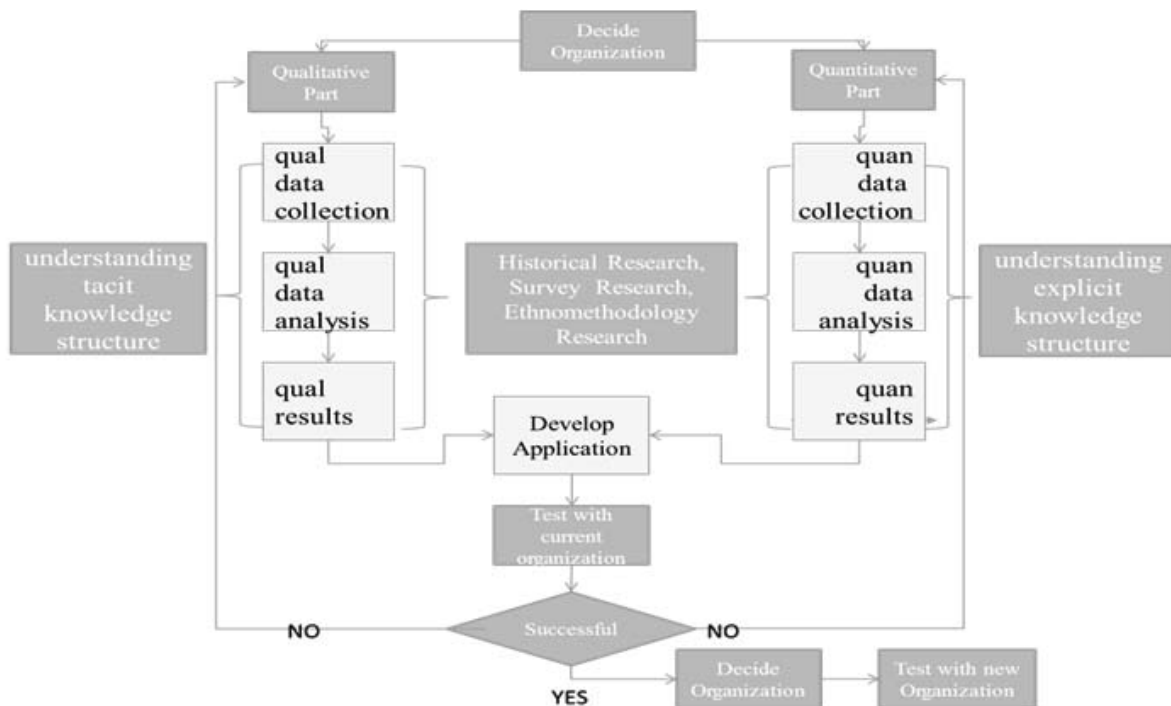 Decide
Organization
Qualitative
Part
Quantitative
Part
qual
data
collection
quan
data
collection
understanding
tacit
knowledge
structure
qual
data
analysis
Historical Research,
Survey Research,
Ethnomethodology
Research
quan
data
analysis
understanding
explicit
knowledge
structure
qual
results
quan
results
Develop
Application
Test with
current
organization
NO
Successful
NO
YES
Decide
Organization
Test with new
Organization